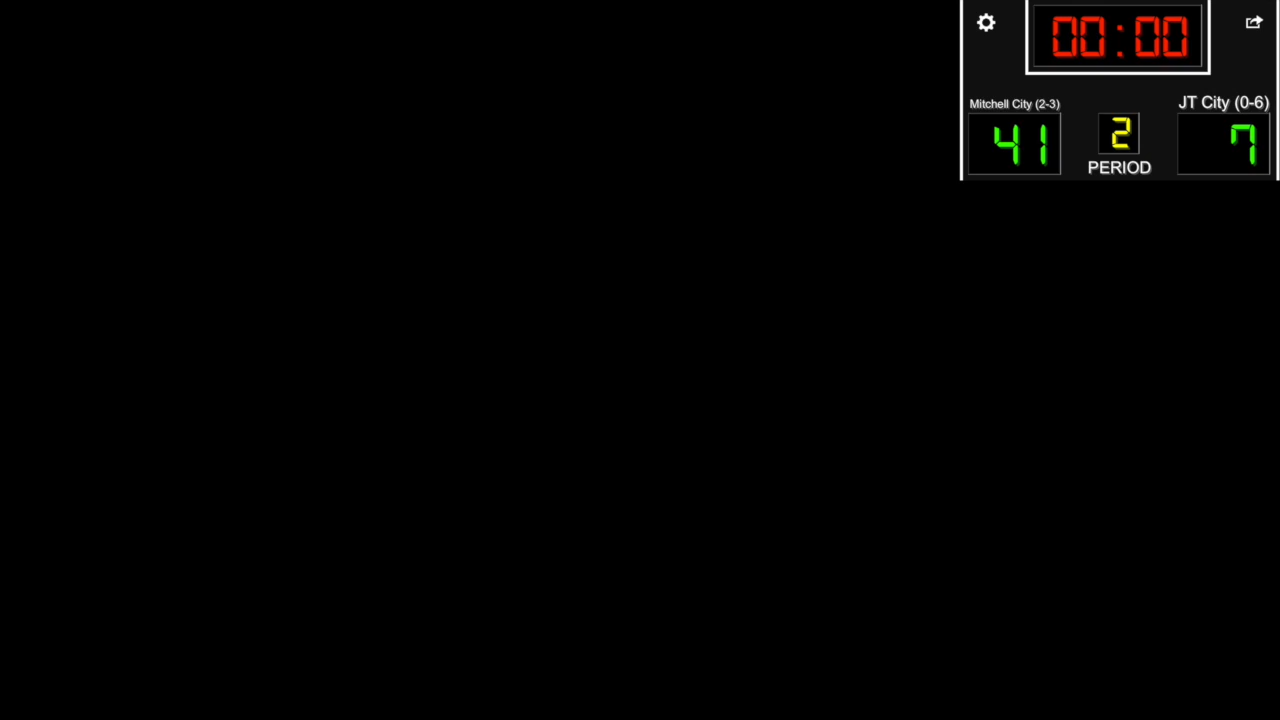 00:00
Mitchell City (2-3)
JT City (0-6)
41
2
7
PERIOD